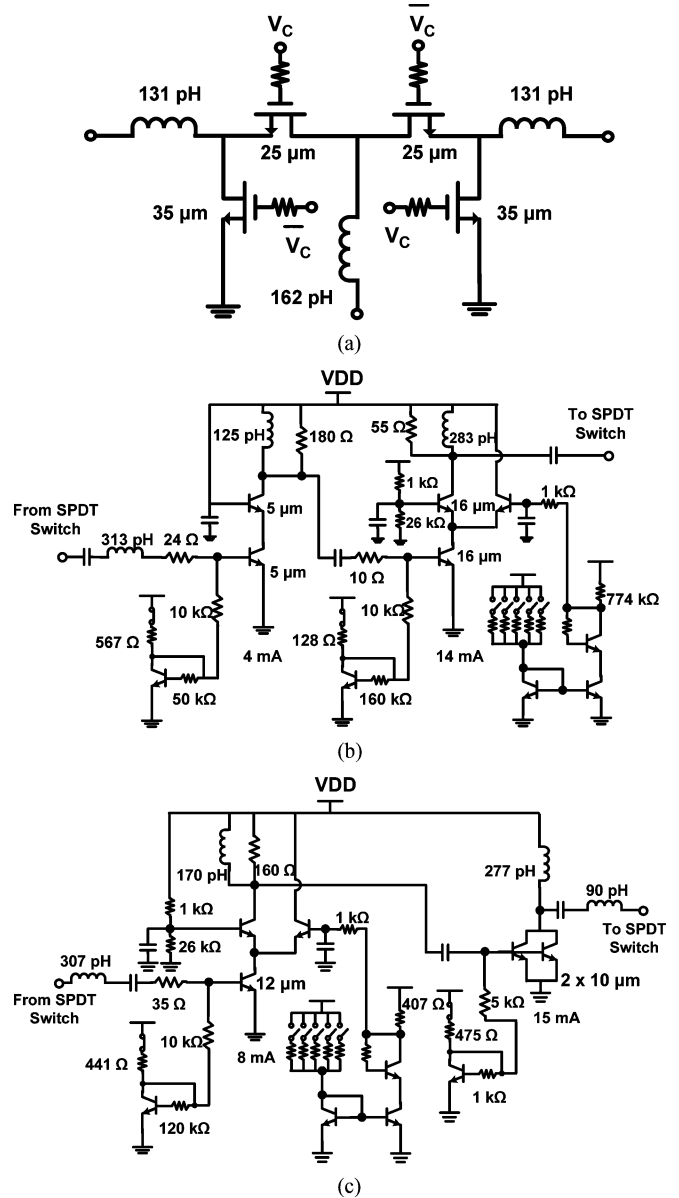 V̅C
VC
131 pH
131 pH
25 µm
25 µm
35 µm
35 µm
V̅C
VC
162 pH
(a)
VDD
To SPDT
Switch
125 pH
180 Ω
55 Ω
283 pH
1 kΩ
1 kΩ
5 µm
16 µm
From SPDT
Switch
26 kΩ
313 pH
24 Ω
5 µm
16 µm
10 Ω
10 kΩ
10 kΩ
774 kΩ
567 Ω
128 Ω
4 mA
14 mA
50 kΩ
160 kΩ
(b)
VDD
170 pH
160 Ω
277 pH
90 pH
1 kΩ
1 kΩ
To SPDT
Switch
26 kΩ
307 pH
12 µm
2 x 10 µm
From SPDT
Switch
35 Ω
407 Ω
5 kΩ
15 mA
10 kΩ
475 Ω
441 Ω
8 mA
1 kΩ
120 kΩ
(c)